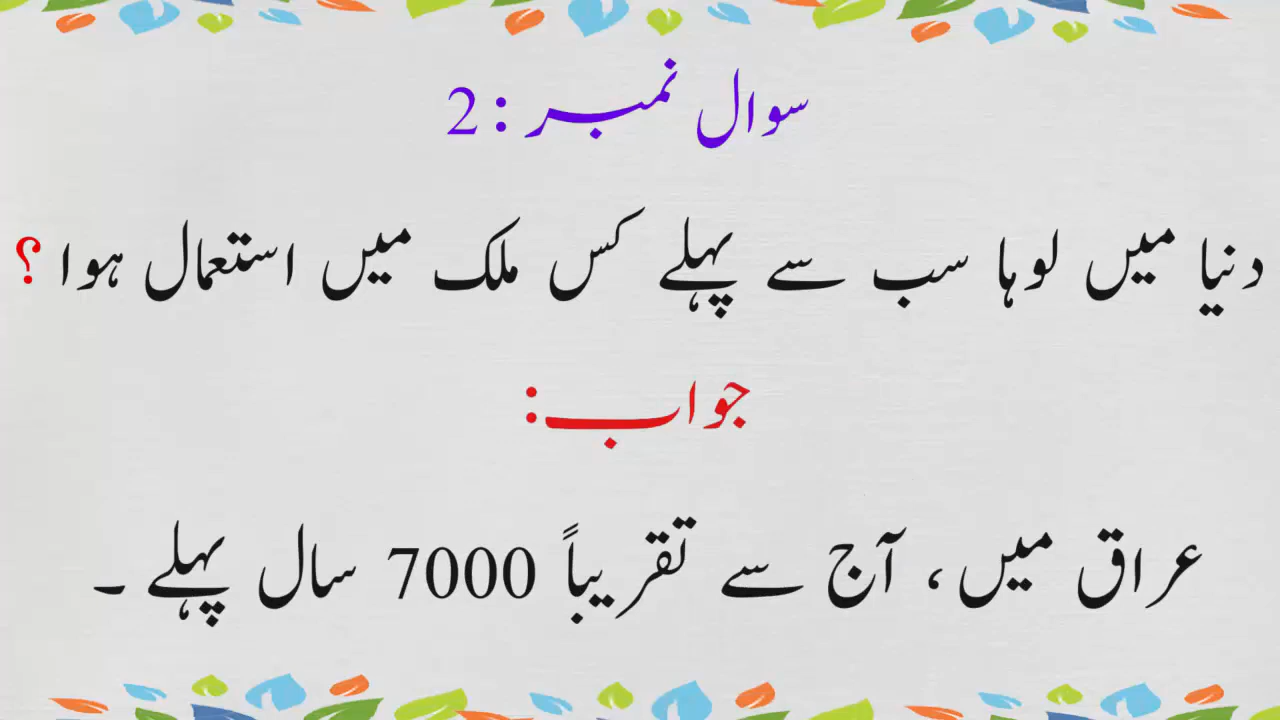 سوال نمبر :2
دنیا میں لوہا سب سے پہلے کس ملک میں استعمال ہوا ؟
جواب:
عراق میں، آج سے تقریباً 7000 سال پہلے ۔